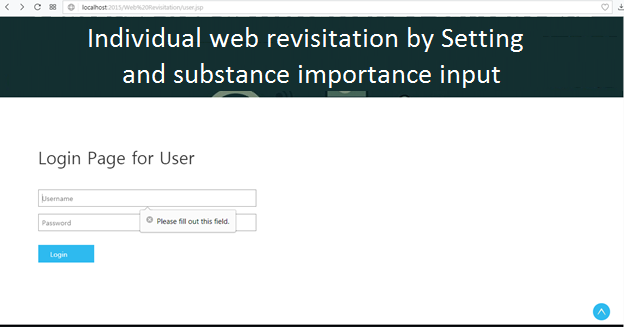 localhost:2015/Web%20Revisitation/user.jsp
Individual web revisitation by Setting
and substance importance input
Login Page for User
Username
Please fill out this field.
Password
Login